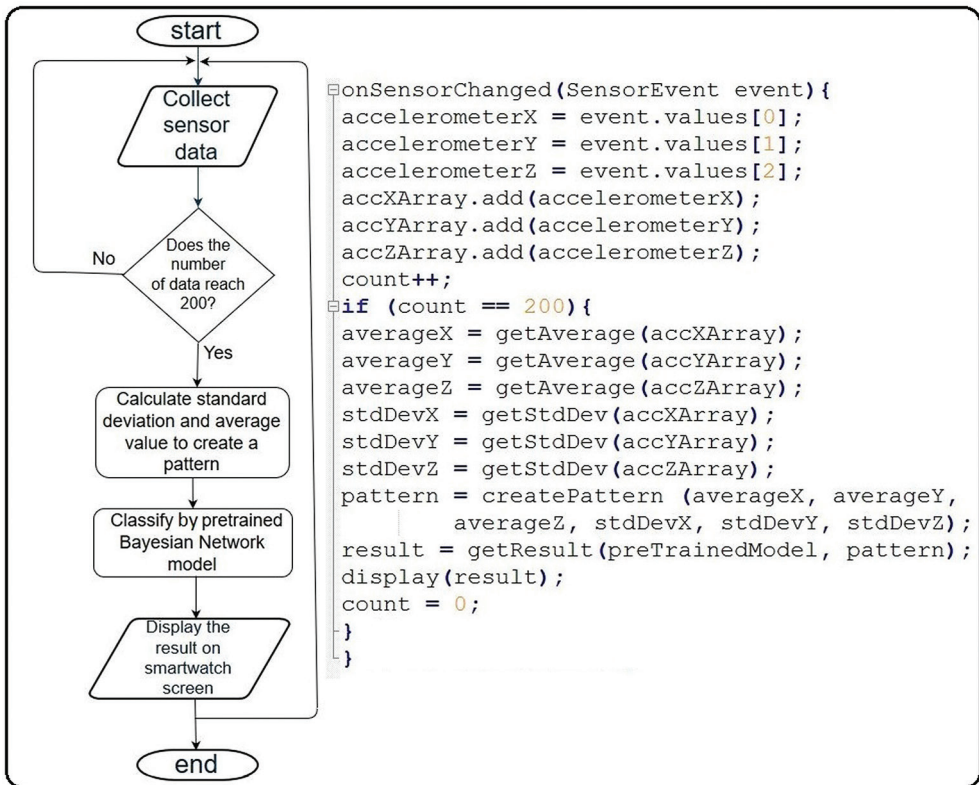 start
Collect
sensor
data
Does the
number
of data reach
200?
No
Yes
Calculate standard
deviation and average
value to create a
pattern
Classify by pretrained
Bayesian Network
model
Display the
result on
smartwatch
screen
end
onSensorChanged(SensorEvent event){
accelerometerX = event.values[0];
accelerometerY = event.values[1];
accelerometerZ = event.values[2];
accXArray.add(accelerometerX);
accYArray.add(accelerometerY);
accZArray.add(accelerometerZ);
count++;
if (count == 200){
averageX = getAverage(accXArray);
averageY = getAverage(accYArray);
averageZ = getAverage(accZArray);
stdDevX = getStdDev(accXArray);
stdDevY = getStdDev(accYArray);
stdDevZ = getStdDev(accZArray);
pattern = createPattern (averageX, averageY,
averageZ, stdDevX, stdDevY, stdDevZ);
result = getResult(preTrainedModel, pattern);
display(result);
count = 0;
}
}